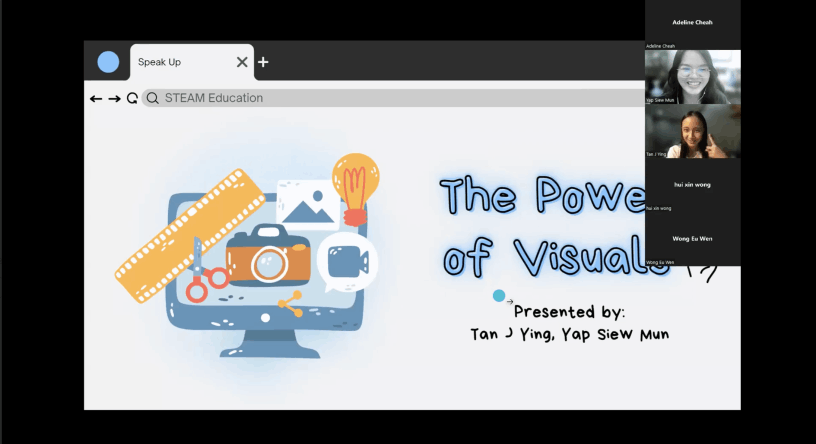 Speak Up
STEAM Education
The Powe
of Visuals
Presented by:
Tan J Ying, Yap Siew Mun
Adeline Cheah
Adeline Cheah
Yap Siew Mun
Tan J Ying
hui xin wong
hui xin wong
Wong Eu Wen
Wong Eu Wen